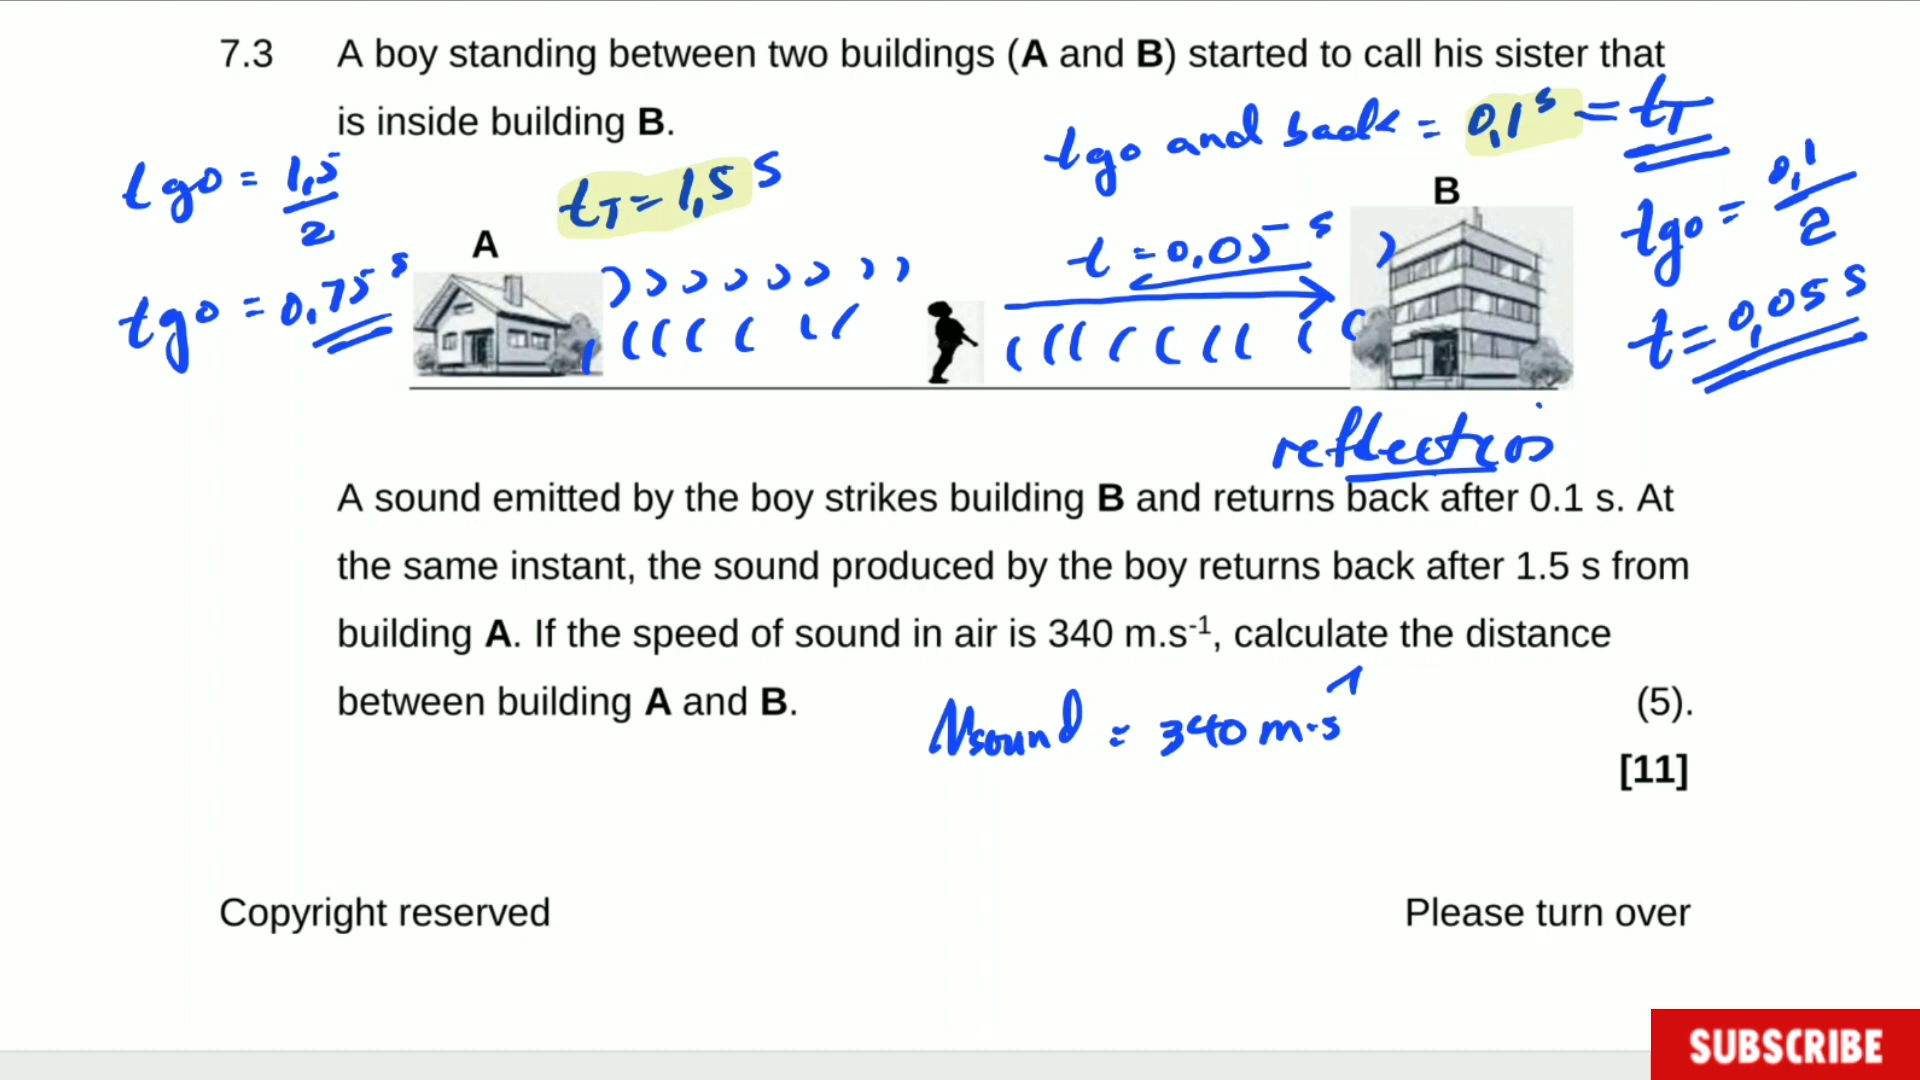 7.3 A boy standing between two buildings (A and B) started to call his sister that
is inside building B.
tgo and back = 0,1 s = tT
tgo = 1,5/2
tT = 1,5 s
B
tgo = 0,1/2
A
t = 0,05 s
tgo = 0,75 s
t = 0,05 s
reflection
A sound emitted by the boy strikes building B and returns back after 0.1 s. At
the same instant, the sound produced by the boy returns back after 1.5 s from
building A. If the speed of sound in air is 340 m.s-1, calculate the distance
between building A and B. (5).
Vsound = 340 m·s-1
[11]
Copyright reserved Please turn over
SUBSCRIBE